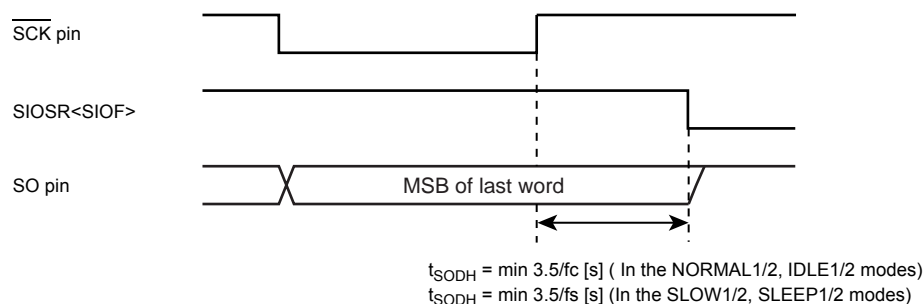 SCK pin
SIOSR<SIOF>
SO pin
MSB of last word
tSODH = min 3.5/fc [s] ( In the NORMAL1/2, IDLE1/2 modes)
tSODH = min 3.5/fs [s] (In the SLOW1/2, SLEEP1/2 modes)